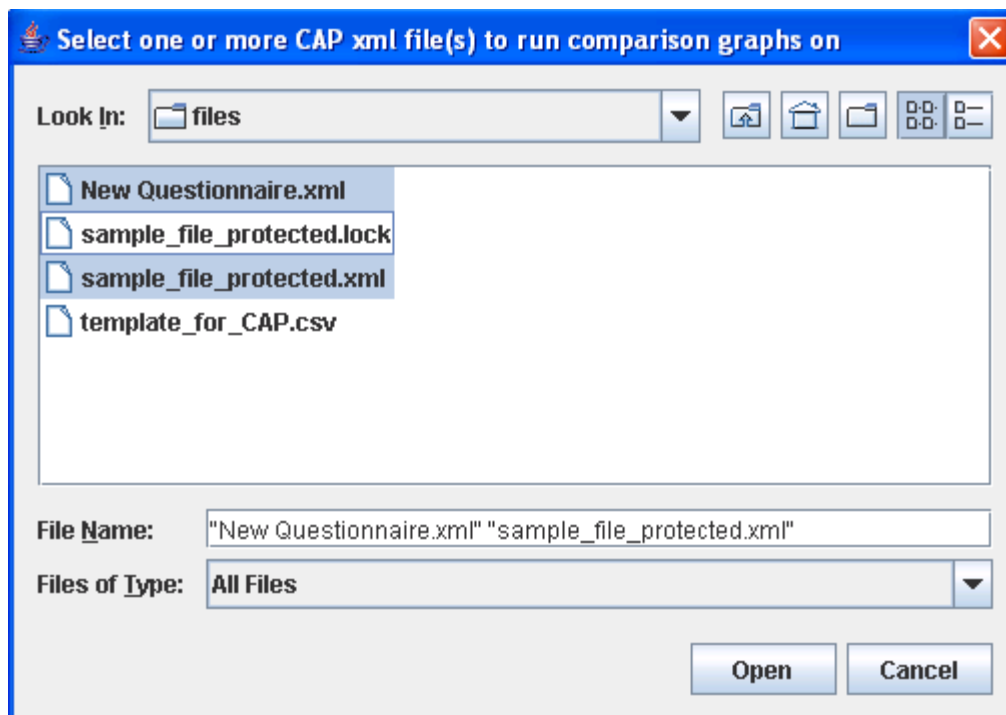 Select one or more CAP xml file(s) to run comparison graphs on
Look In: files
New Questionnaire.xml
sample_file_protected.lock
sample_file_protected.xml
template_for_CAP.csv
File Name: "New Questionnaire.xml" "sample_file_protected.xml"
Files of Type: All Files
Open Cancel